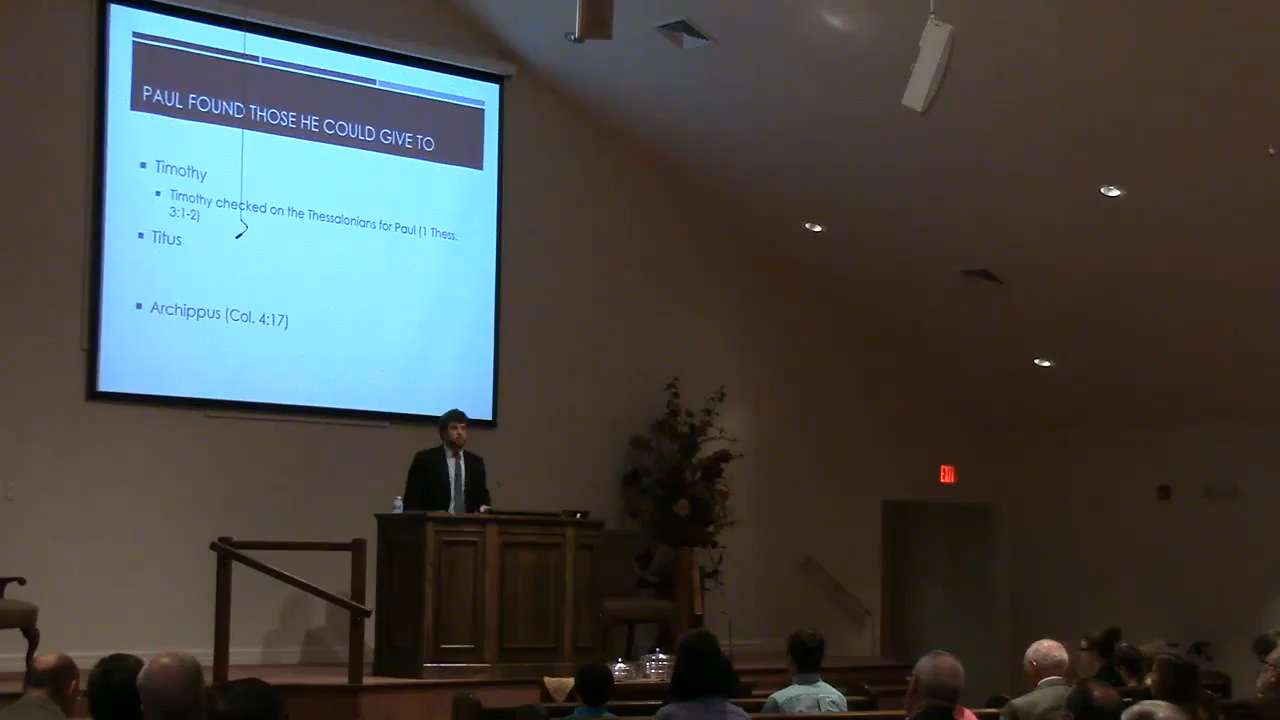 PAUL FOUND THOSE HE COULD GIVE TO
Timothy
Timothy checked on the Thessalonians for Paul (1 Thess.
3:1-2)
Titus
Archippus (Col. 4:17)
EXIT